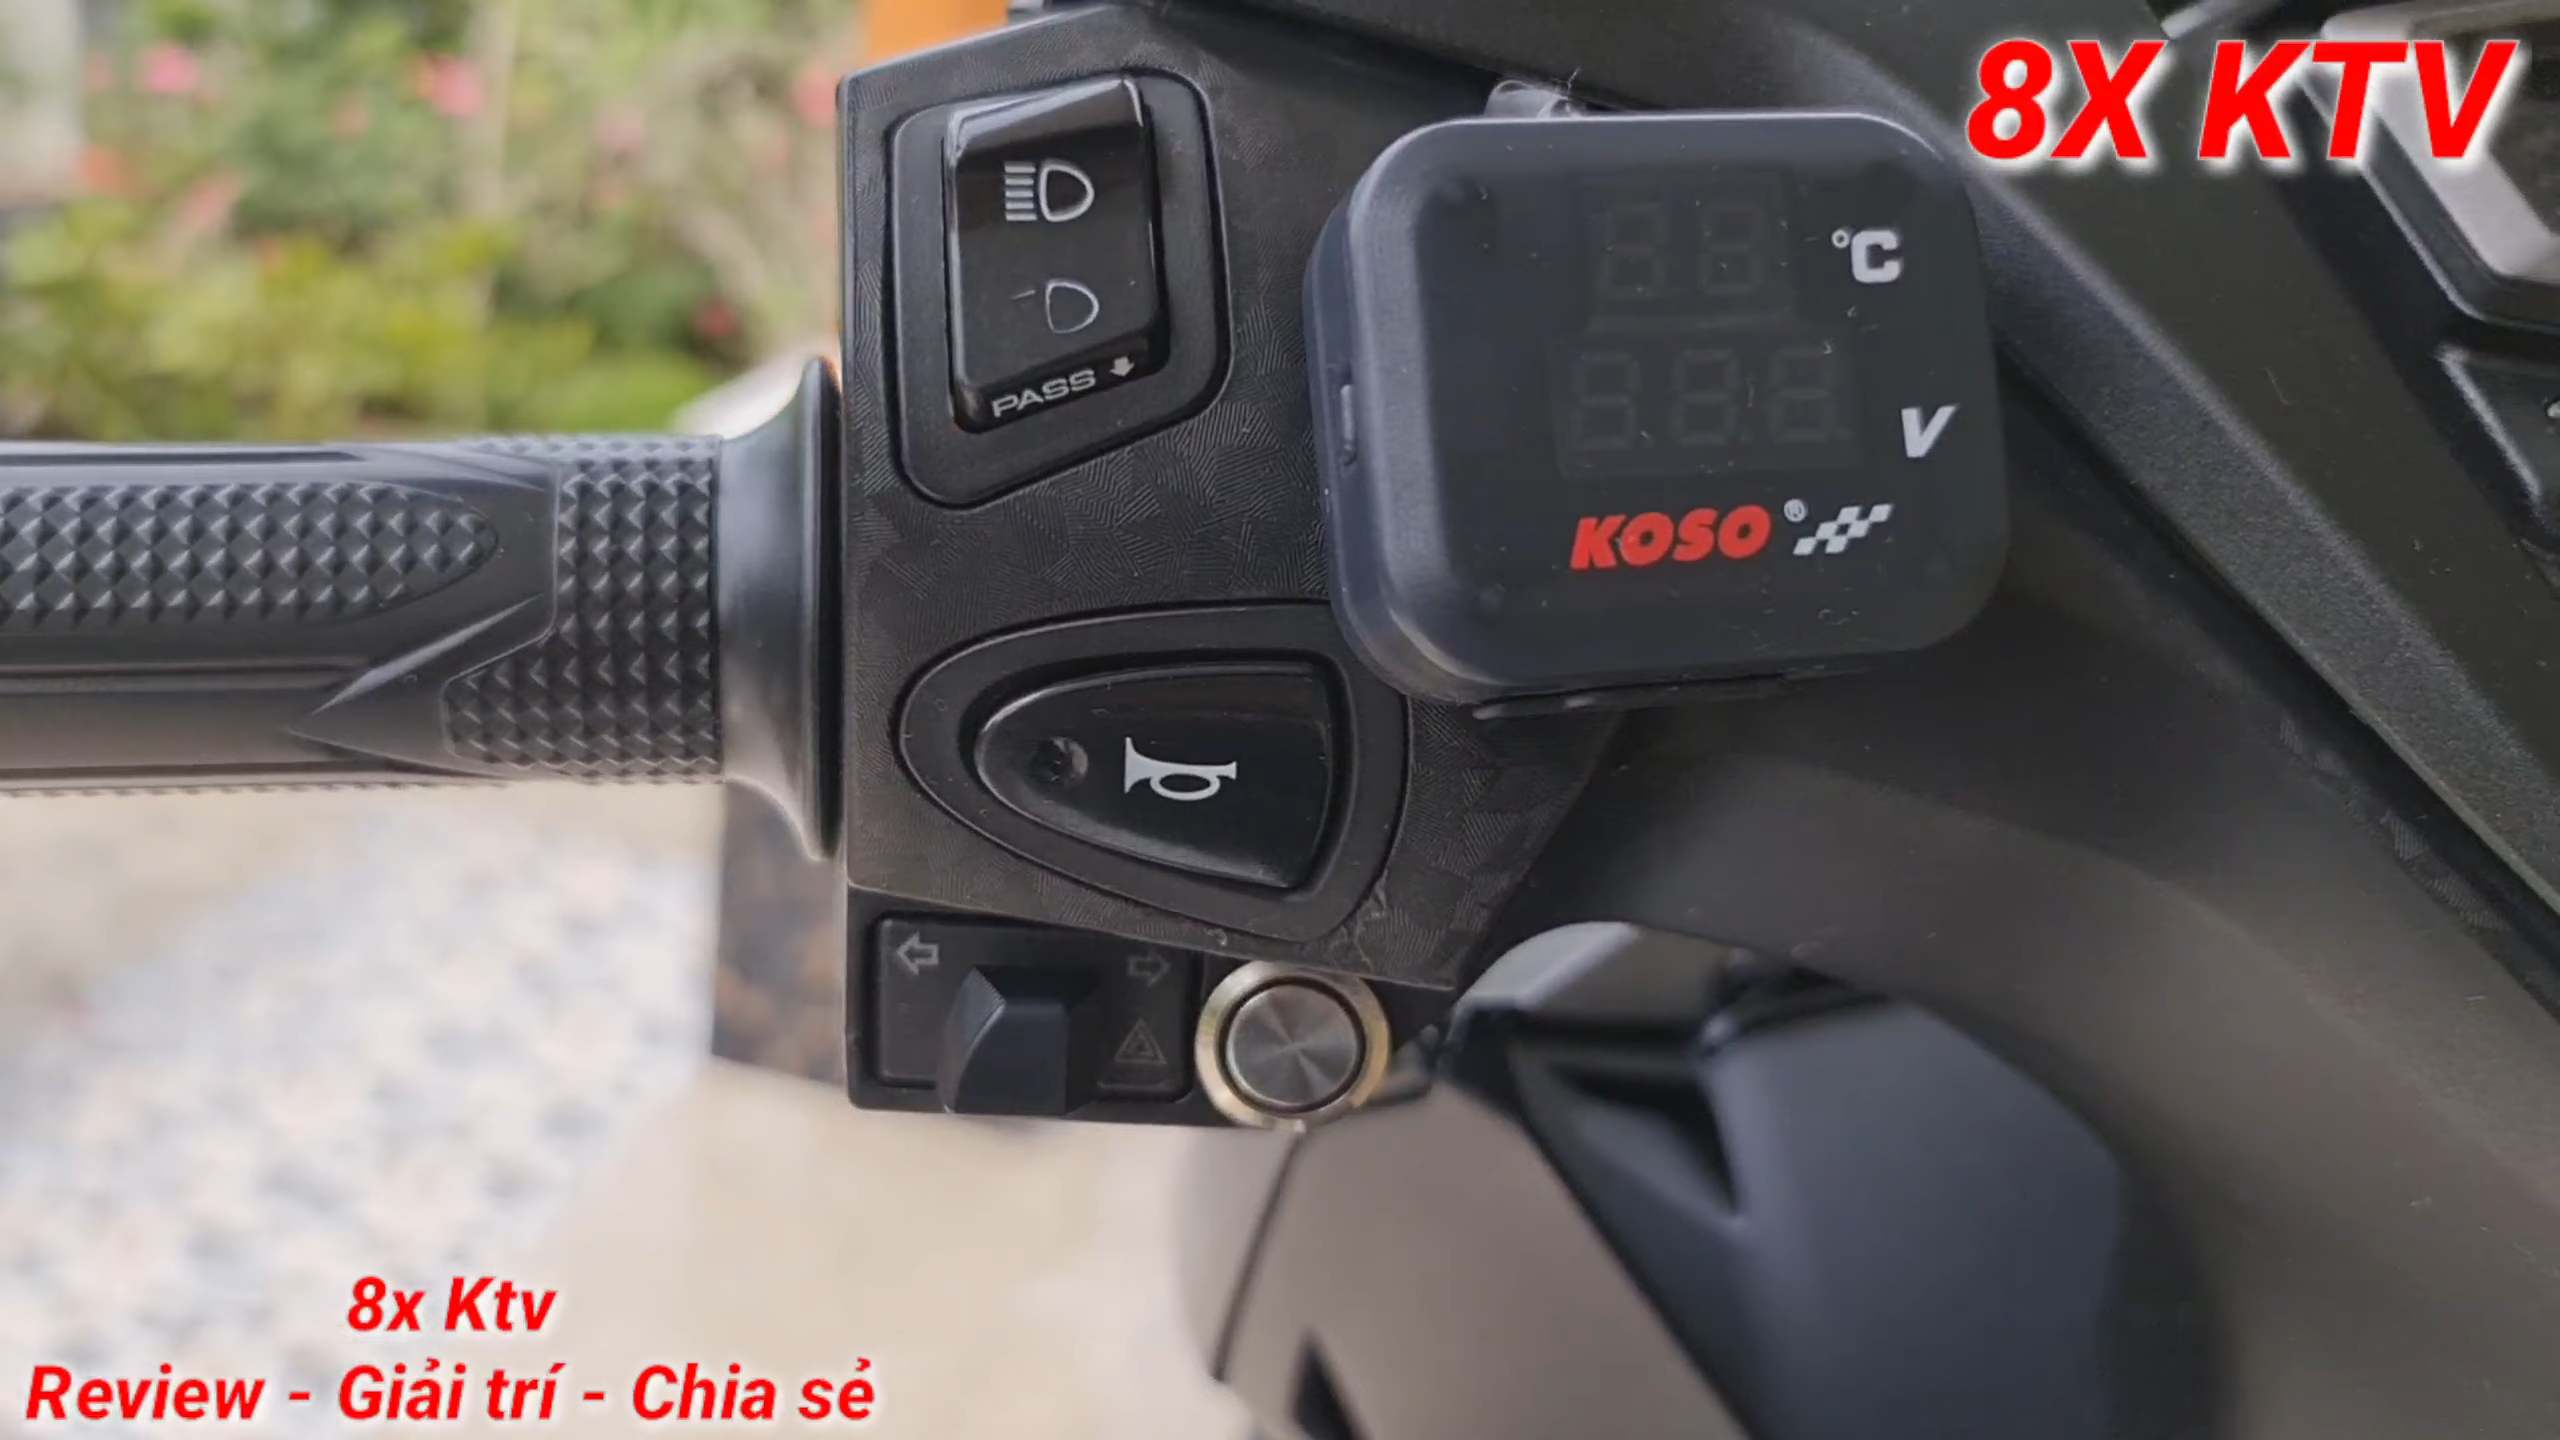 8X KTV
PASS
°C
V
KOSO®
8x Ktv
Review - Giải trí - Chia sẻ